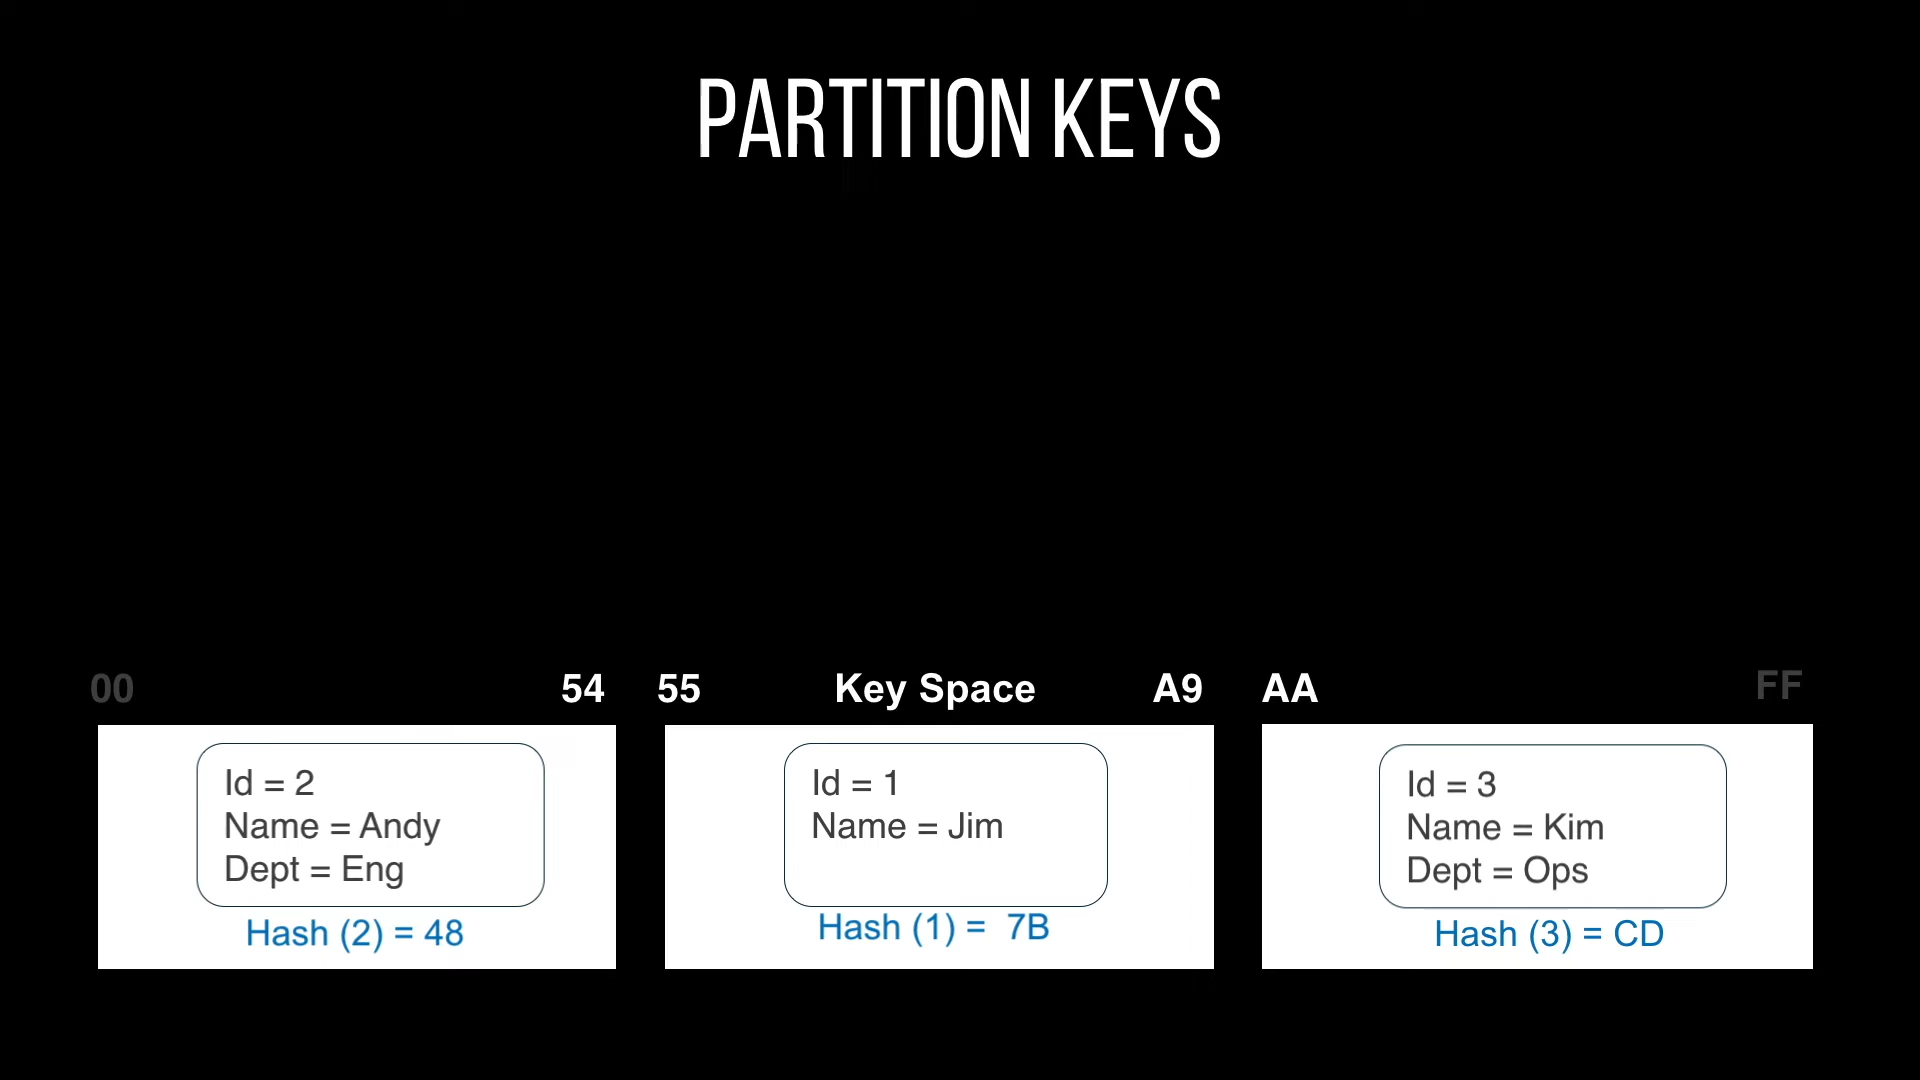 PARTITION KEYS
00 54 55 Key Space A9 AA FF
Id = 2
Name = Andy
Dept = Eng
Hash (2) = 48
Id = 1
Name = Jim
Hash (1) = 7B
Id = 3
Name = Kim
Dept = Ops
Hash (3) = CD